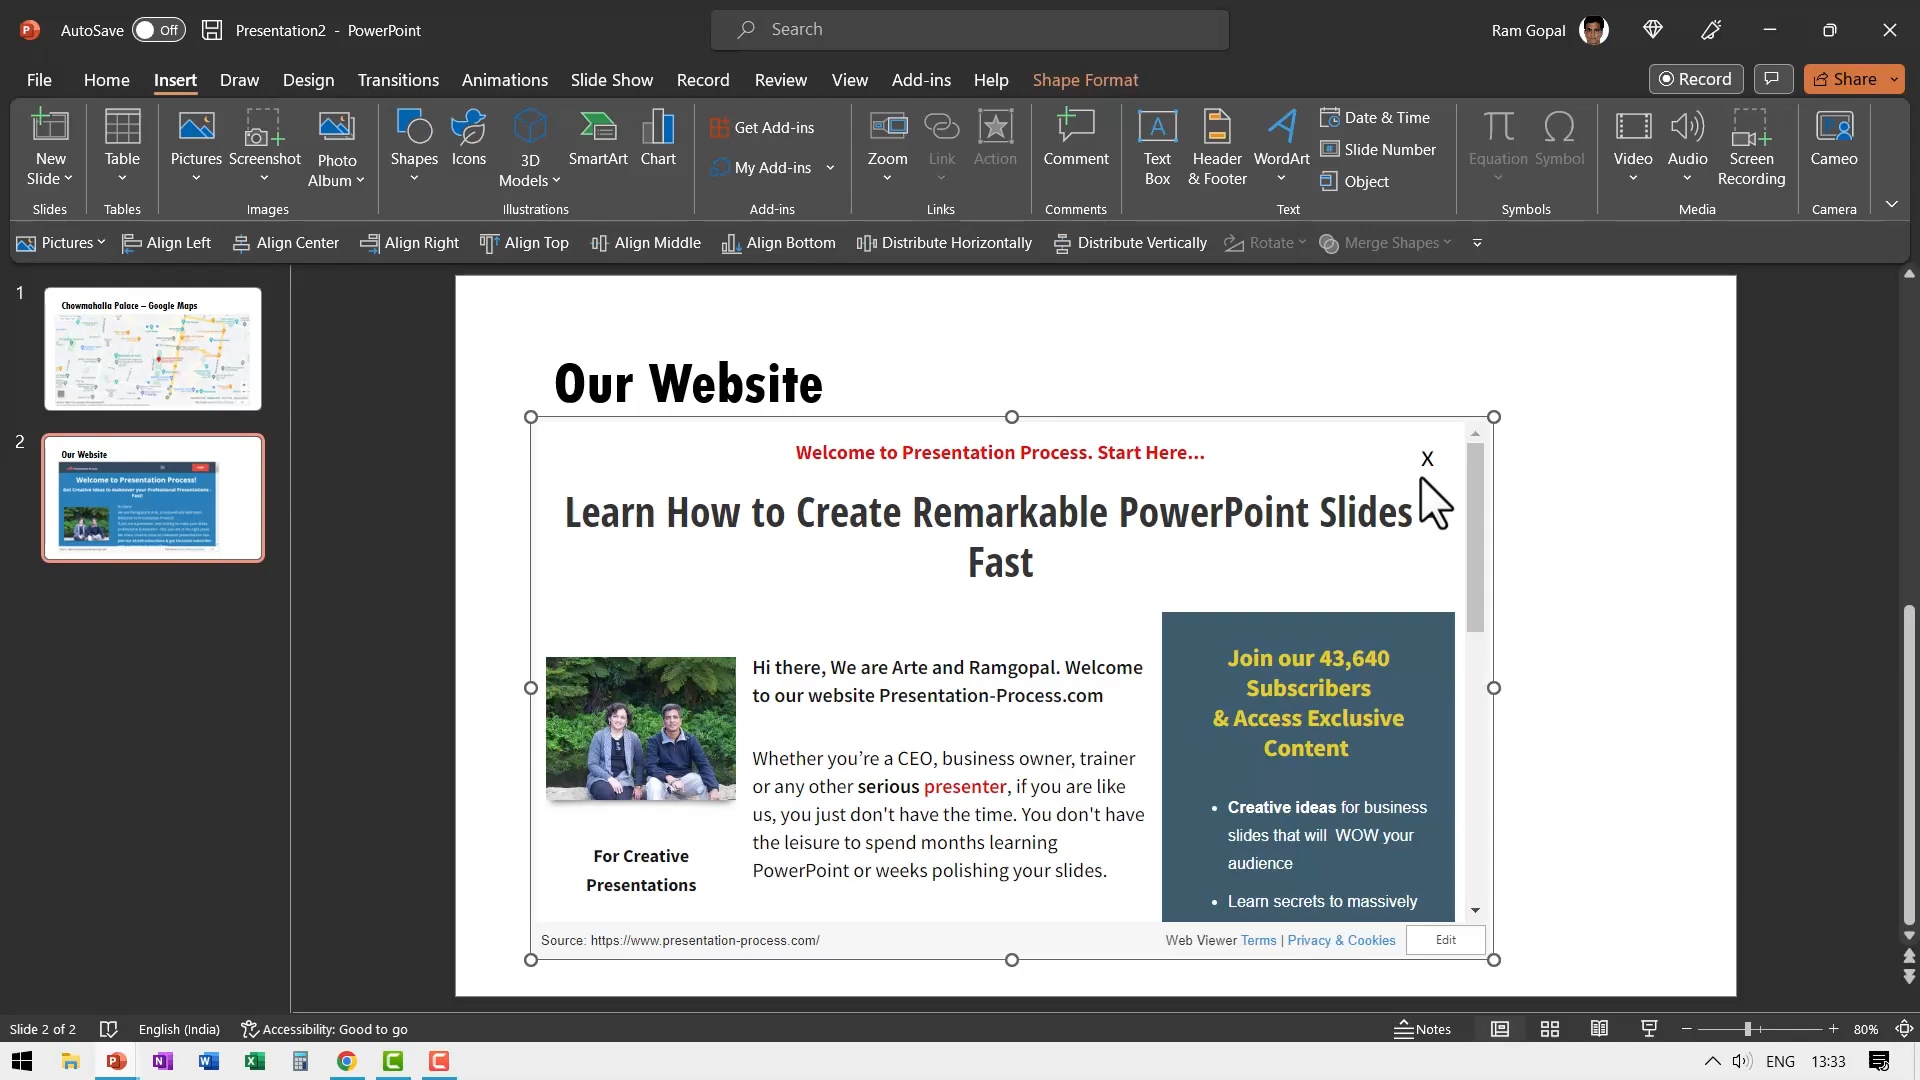 AutoSave Off Presentation2 - PowerPoint
Search
Ram Gopal
File Home Insert Draw Design Transitions Animations Slide Show Record Review View Add-ins Help Shape Format
Record
Share
New Slide
Table
Pictures
Screenshot
Photo Album
Shapes
Icons
3D Models
SmartArt
Chart
Get Add-ins
My Add-ins
Zoom
Link
Action
Comment
Text Box
Header & Footer
WordArt
Date & Time
Slide Number
Object
Equation
Symbol
Video
Audio
Screen Recording
Cameo
Slides Tables Images Illustrations Add-ins Links Comments Text Symbols Media Camera
Pictures Align Left Align Center Align Right Align Top Align Middle Align Bottom Distribute Horizontally Distribute Vertically Rotate Merge Shapes
1
Chowmahalla Palace – Google Maps
2
Our Website
Welcome to Presentation Process!
Our Website
Welcome to Presentation Process. Start Here...
X
Learn How to Create Remarkable PowerPoint Slides
Fast
Hi there, We are Arte and Ramgopal. Welcome
to our website Presentation-Process.com
Whether you’re a CEO, business owner, trainer
or any other serious presenter, if you are like
us, you just don't have the time. You don't have
the leisure to spend months learning
PowerPoint or weeks polishing your slides.
For Creative
Presentations
Join our 43,640
Subscribers
& Access Exclusive
Content
• Creative ideas for business
slides that will WOW your
audience
• Learn secrets to massively
Source: https://www.presentation-process.com/
Web Viewer Terms | Privacy & Cookies
Edit
Slide 2 of 2 English (India) Accessibility: Good to go
Notes
80%
ENG 13:33